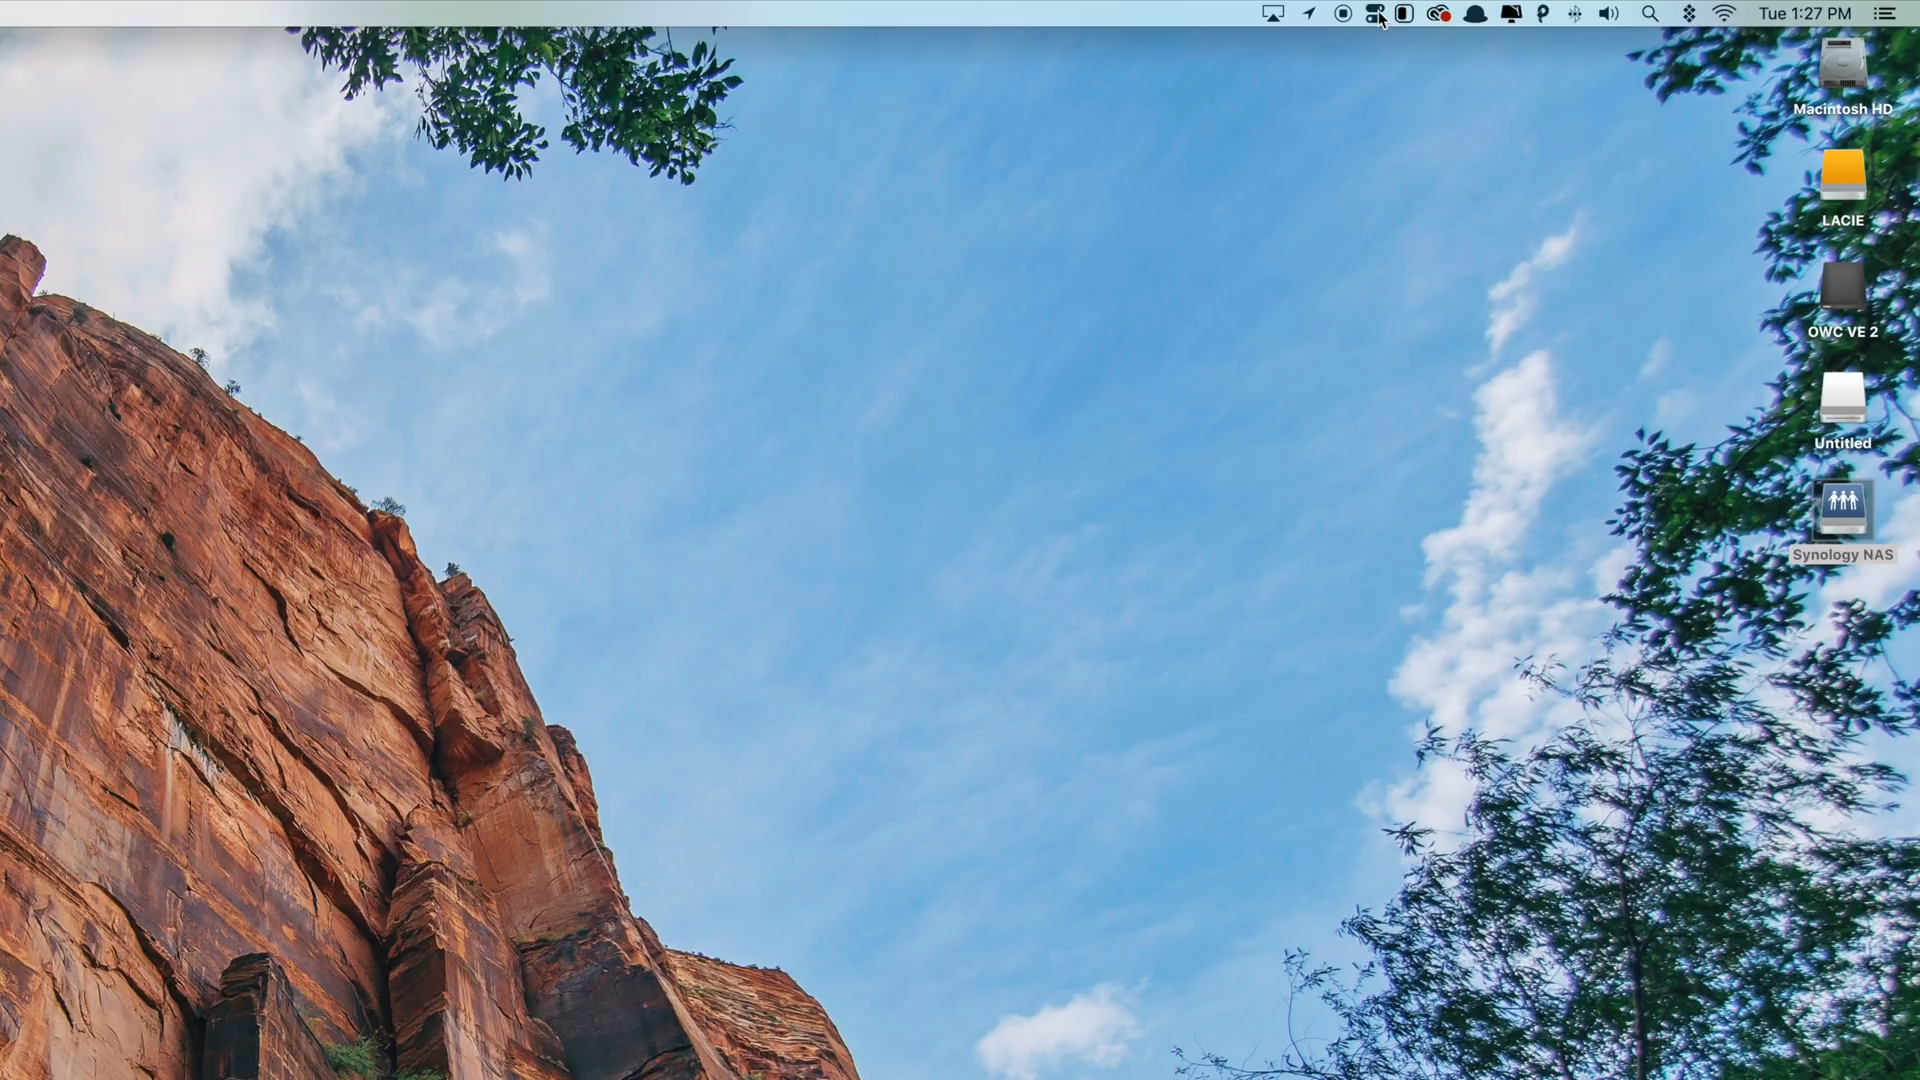 Tue 1:27 PM
Macintosh HD
LACIE
OWC VE 2
Untitled
Synology NAS